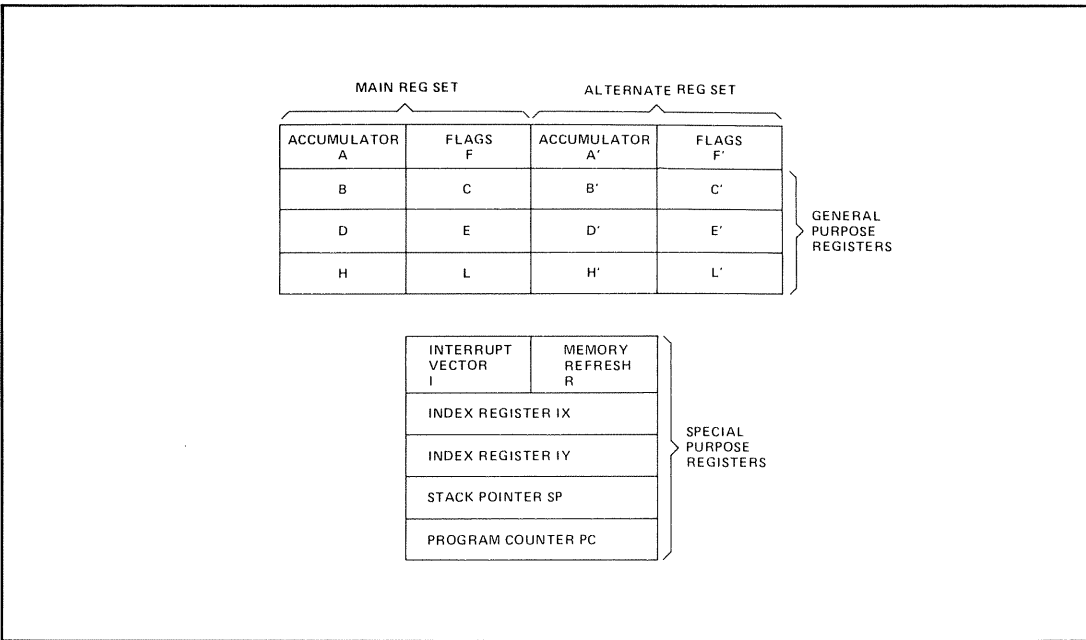 MAIN REG SET
ALTERNATE REG SET
ACCUMULATOR
A
FLAGS
F
ACCUMULATOR
A'
FLAGS
F'
B
C
B'
C'
D
E
D'
E'
H
L
H'
L'
GENERAL
PURPOSE
REGISTERS
INTERRUPT
VECTOR
I
MEMORY
REFRESH
R
INDEX REGISTER IX
INDEX REGISTER IY
STACK POINTER SP
PROGRAM COUNTER PC
SPECIAL
PURPOSE
REGISTERS